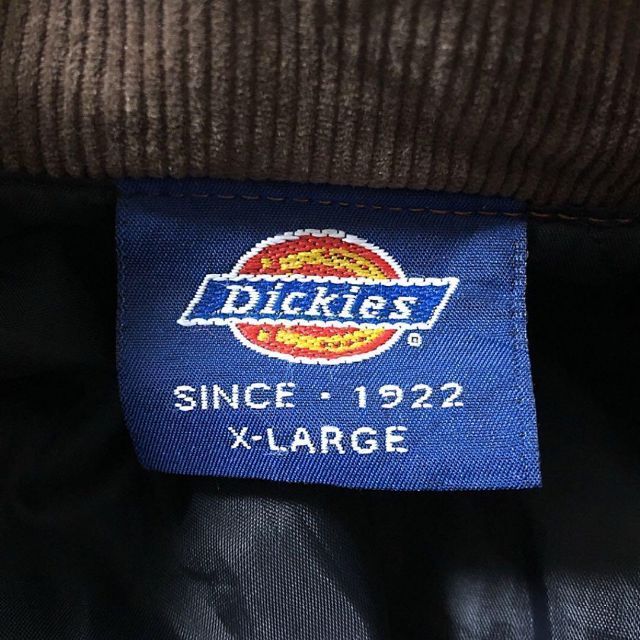 Dickies
SINCE - 1922
X-LARGE